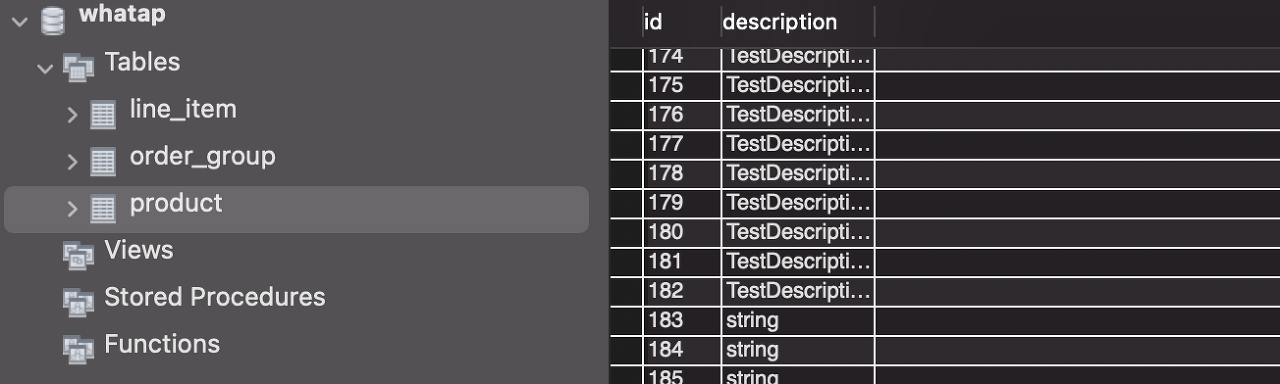 whatap
Tables
line_item
order_group
product
Views
Stored Procedures
Functions
id description
174 TestDescripti...
175 TestDescripti...
176 TestDescripti...
177 TestDescripti...
178 TestDescripti...
179 TestDescripti...
180 TestDescripti...
181 TestDescripti...
182 TestDescripti...
183 string
184 string
185 string